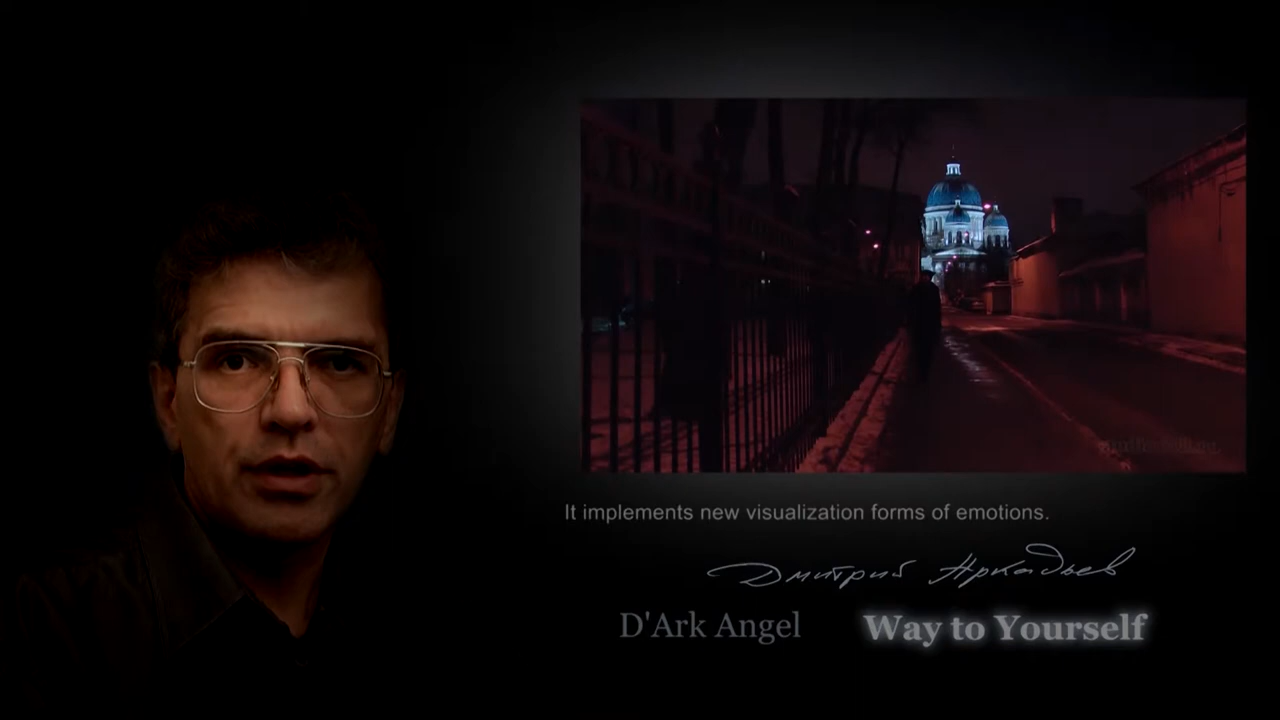 It implements new visualization forms of emotions.
Дмитрий Аркадьев
D'Ark Angel
Way to Yourself